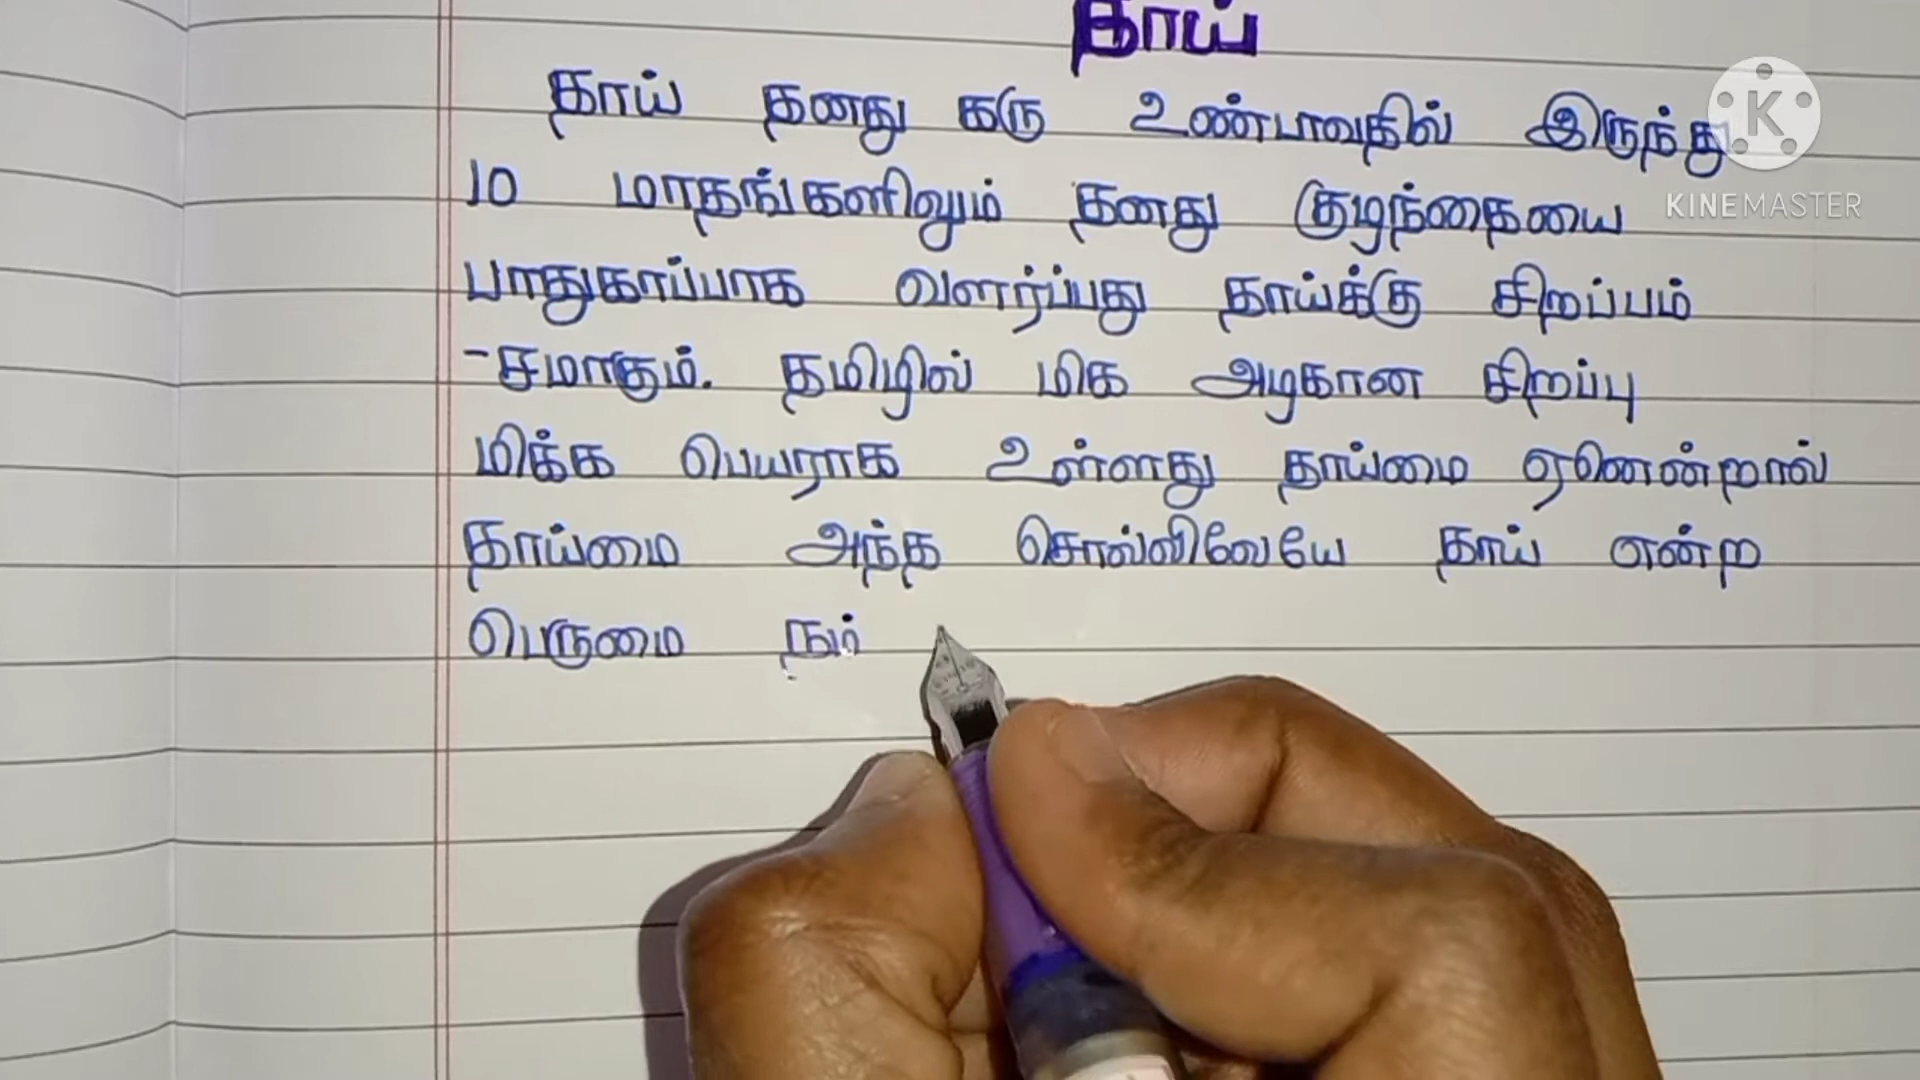 தாய்
தாய் தனது கரு உண்பாவதில் இருந்து
10 மாதங்களிலும் தனது குழந்தையை
பாதுகாப்பாக வளர்ப்பது தாய்க்கு சிறப்பம்
-சமாகும். தமிழில் மிக அழகான சிறப்பு
மிக்க பெயராக உள்ளது தாய்மை ஏனென்றால்
தாய்மை அந்த சொல்லிலேயே தாய் என்ற
பெருமை நம்
K
KINEMASTER